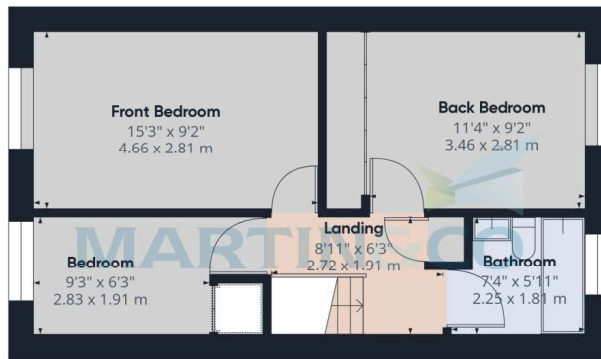 Front Bedroom
15'3" x 9'2"
4.66 x 2.81 m
Back Bedroom
11'4" x 9'2"
3.46 x 2.81 m
Landing
8'11" x 6'3"
2.72 x 1.91 m
MARTIN&CO
Bedroom
9'3" x 6'3"
2.83 x 1.91 m
Bathroom
7'4" x 5'11"
2.25 x 1.81 m